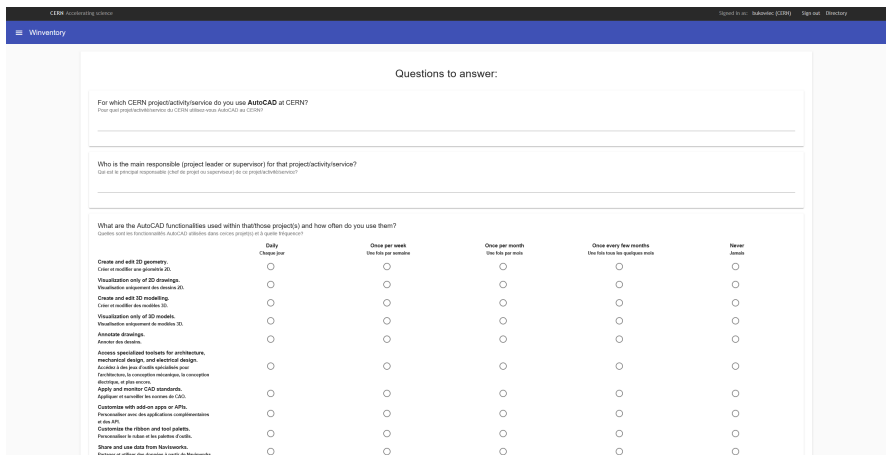 CERN Accelerating science
Signed in as: bukowiec (CERN) Sign out Directory
Winventory
Questions to answer:
For which CERN project/activity/service do you use AutoCAD at CERN?
Pour quel projet/activité/service du CERN utilisez-vous AutoCAD au CERN?
Who is the main responsible (project leader or supervisor) for that project/activity/service?
Qui est le principal responsable (chef de projet ou superviseur) de ce projet/activité/service?
What are the AutoCAD functionalities used within that/those project(s) and how often do you use them?
Quelles sont les fonctionnalités AutoCAD utilisées dans ce/ces projet(s) et à quelle fréquence?
Daily Once per week Once per month Once every few months Never
Chaque jour Une fois par semaine Une fois par mois Une fois tous les quelques mois Jamais
Create and edit 2D geometry.
Créer et modifier une géométrie 2D.
Visualization only of 2D drawings.
Visualisation uniquement des dessins 2D.
Create and edit 3D modelling.
Créer et modifier des modèles 3D.
Visualization only of 3D models.
Visualisation uniquement de modèles 3D.
Annotate drawings.
Annoter des dessins.
Access specialized toolsets for architecture,
mechanical design, and electrical design.
Accédez à des jeux d'outils spécialisés pour
l'architecture, la conception mécanique, la conception
électrique, et plus encore.
Apply and monitor CAD standards.
Appliquer et surveiller les normes de CAO.
Customize with add-on apps or APIs.
Personnaliser avec des applications complémentaires
et des API.
Customize the ribbon and tool paletts.
Personnaliser le ruban et les palettes d'outils.
Share and use data from Navisworks.
Partager et utiliser des données à partir de Navisworks.